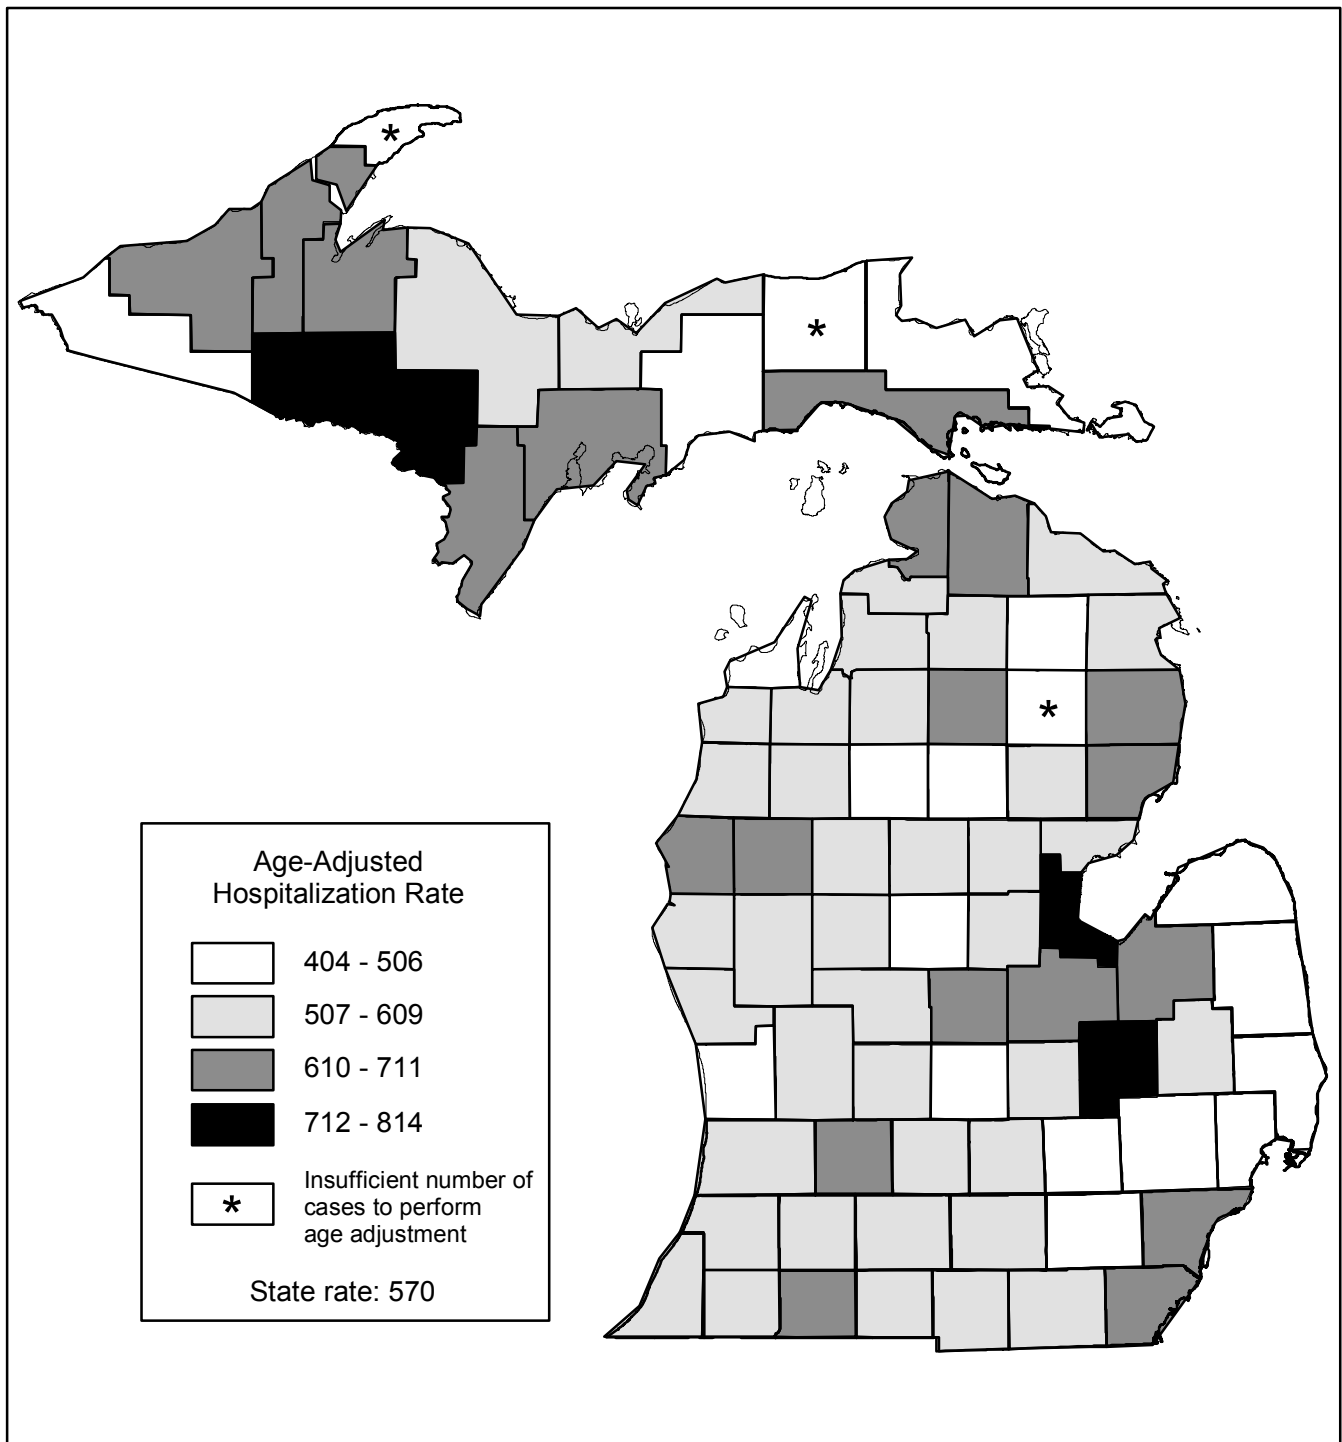 *
*
*
Age-Adjusted
Hospitalization Rate
404 - 506
507 - 609
610 - 711
712 - 814
* Insufficient number of
cases to perform
age adjustment
State rate: 570